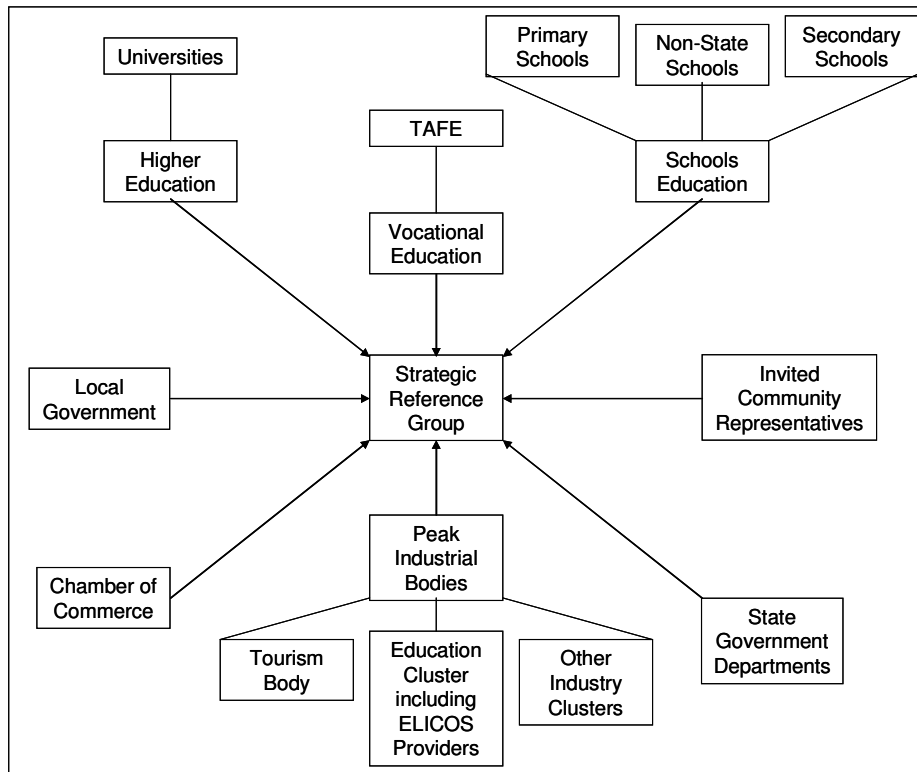 Universities
Primary
Schools
Non-State
Schools
Secondary
Schools
TAFE
Higher
Education
Schools
Education
Vocational
Education
Local
Government
Strategic
Reference
Group
Invited
Community
Representatives
Chamber of
Commerce
Peak
Industrial
Bodies
State
Government
Departments
Tourism
Body
Education
Cluster
including
ELICOS
Providers
Other
Industry
Clusters